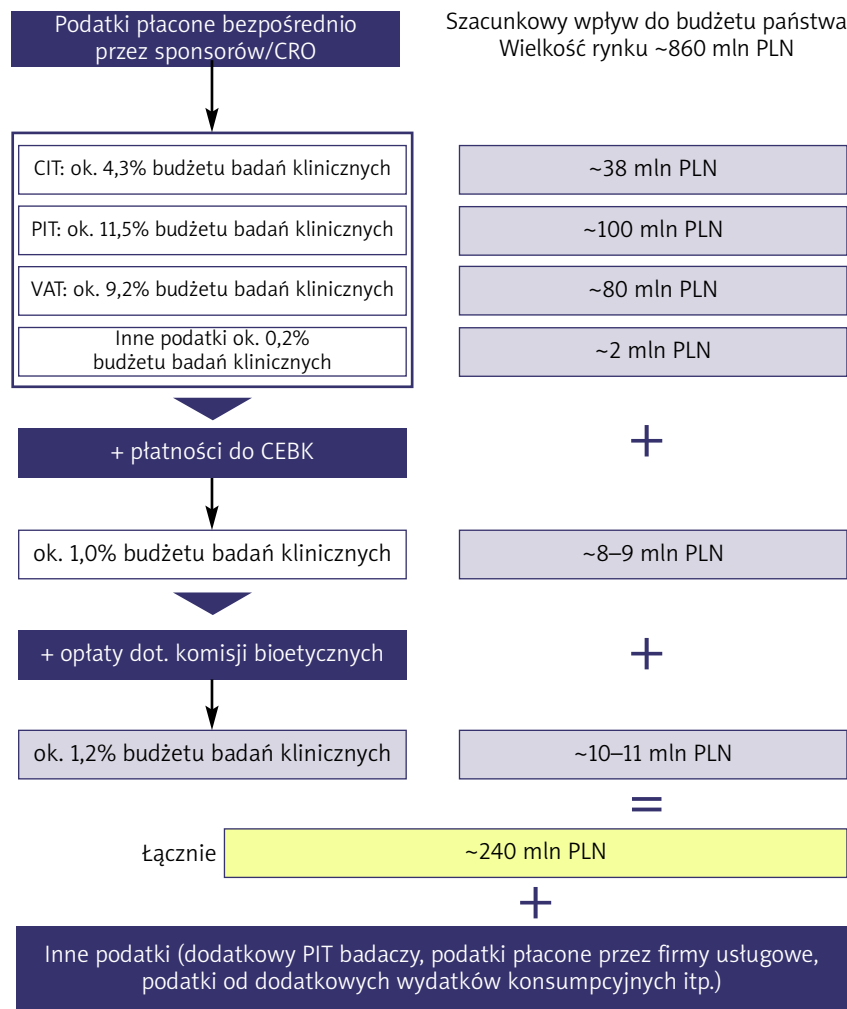 Podatki płacone bezpośrednio
przez sponsorów/CRO
Szacunkowy wpływ do budżetu państwa
Wielkość rynku ~860 mln PLN
CIT: ok. 4,3% budżetu badań klinicznych
~38 mln PLN
PIT: ok. 11,5% budżetu badań klinicznych
~100 mln PLN
VAT: ok. 9,2% budżetu badań klinicznych
~80 mln PLN
Inne podatki ok. 0,2%
budżetu badań klinicznych
~2 mln PLN
+ płatności do CEBK
+
ok. 1,0% budżetu badań klinicznych
~8–9 mln PLN
+ opłaty dot. komisji bioetycznych
+
ok. 1,2% budżetu badań klinicznych
~10–11 mln PLN
=
Łącznie
~240 mln PLN
+
Inne podatki (dodatkowy PIT badaczy, podatki płacone przez firmy usługowe,
podatki od dodatkowych wydatków konsumpcyjnych itp.)